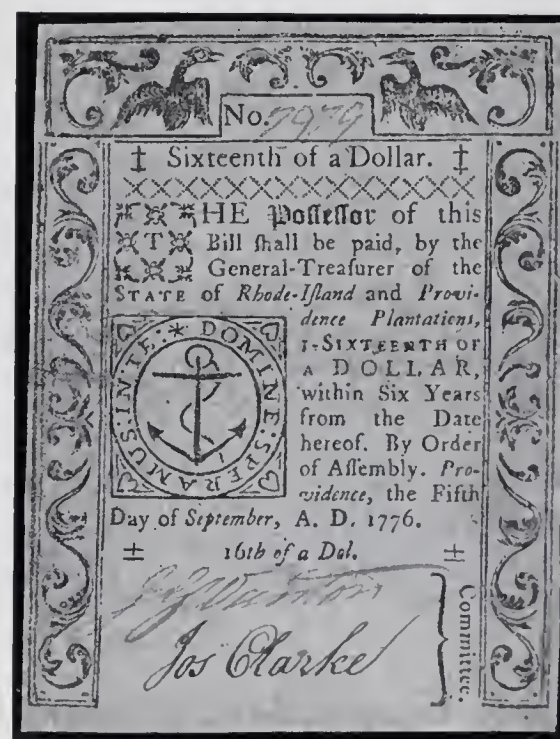 No. 7979
‡ Sixteenth of a Dollar. ‡
THE Poſſeſſor of this
Bill ſhall be paid, by the
General-Treaſurer of the
STATE of Rhode-Iſland and Provi-
dence Plantations,
1-SIXTEENTH OF
A DOLLAR,
within Six Years
from the Date
hereof. By Order
of Aſſembly. Pro-
vidence, the Fifth
Day of September, A. D. 1776.
IN·TE·*·DOMINE·SPERAMUS·
16th of a Dol.
Jos Clarke
Committee.